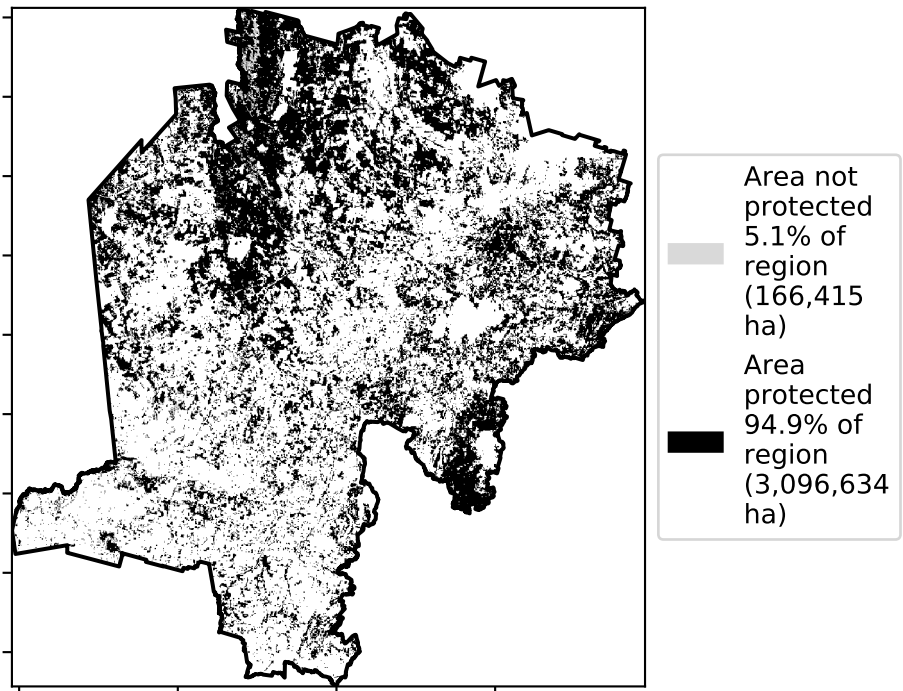 Area not
protected
5.1% of
region
(166,415
ha)
Area
protected
94.9% of
region
(3,096,634
ha)